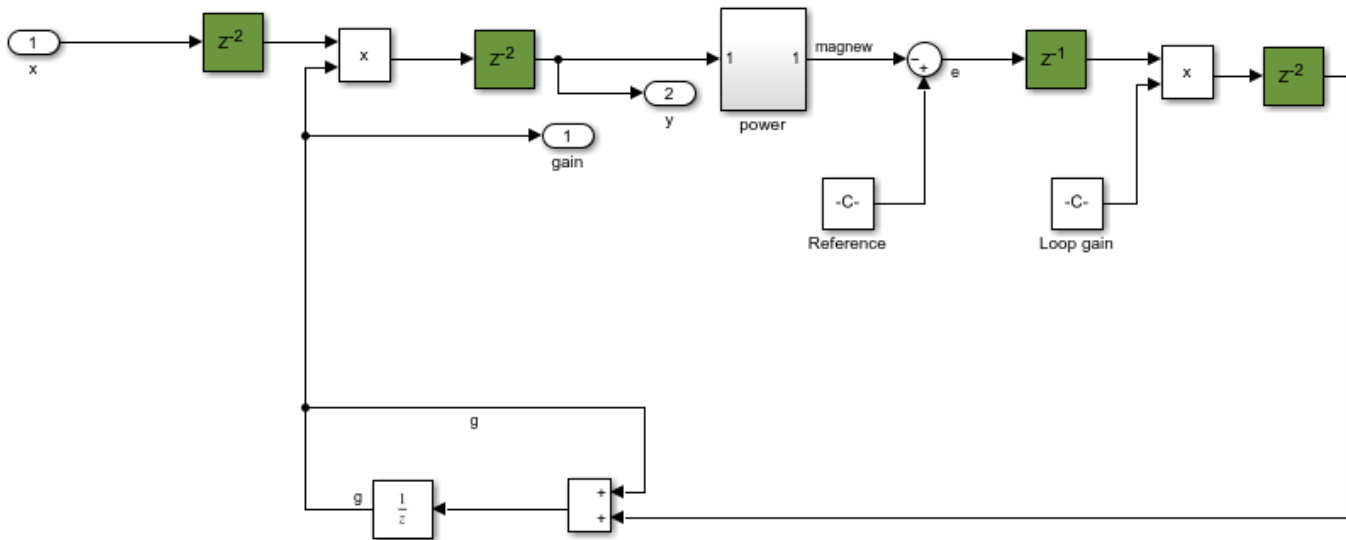 1
x
Z-2
x
Z-2
2
y
1
gain
1 1
power
magnew
−
+
e
-C-
Reference
Z-1
x
-C-
Loop gain
Z-2
g
g
1
z
+
+